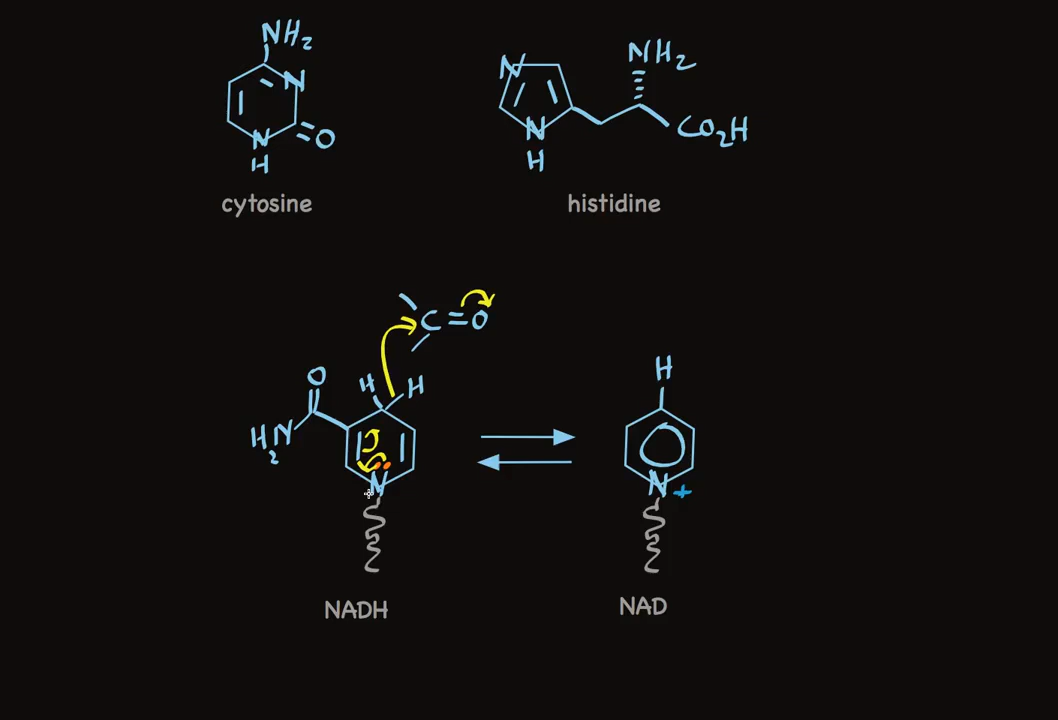 NH2
N
N
H
O
cytosine
NH2
N
N
H
CO2H
histidine
C=O
O
H
H
H2N
N
NADH
H
N+
NAD